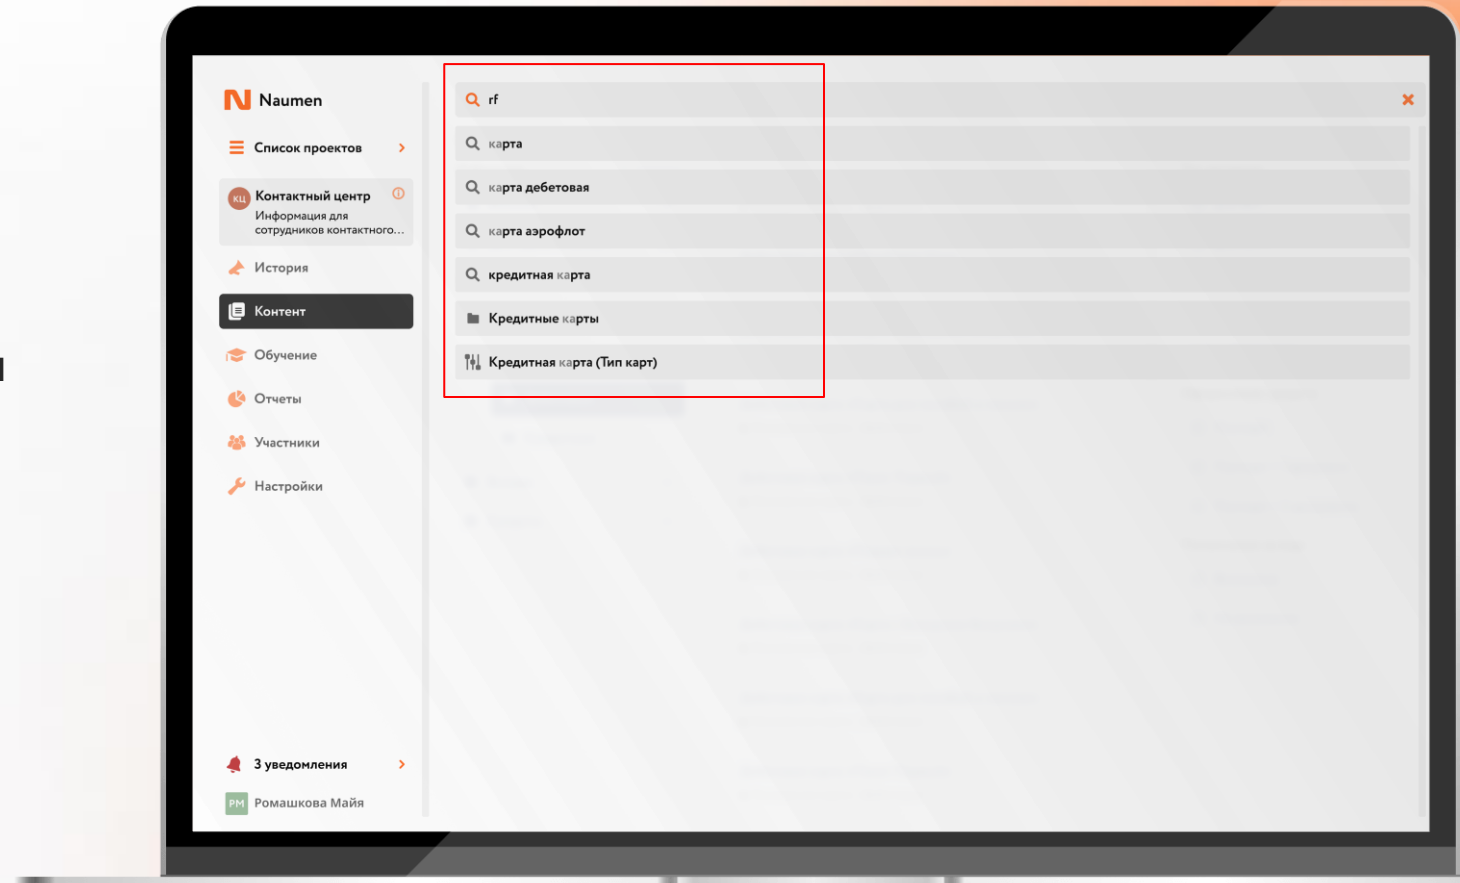 Naumen
Список проектов
КЦ
Контактный центр
Информация для
сотрудников контактного...
История
Контент
Обучение
Отчеты
Участники
Настройки
3 уведомления
РМ Ромашкова Майя
rf
карта
карта дебетовая
карта аэрофлот
кредитная карта
Кредитные карты
Кредитная карта (Тип карт)